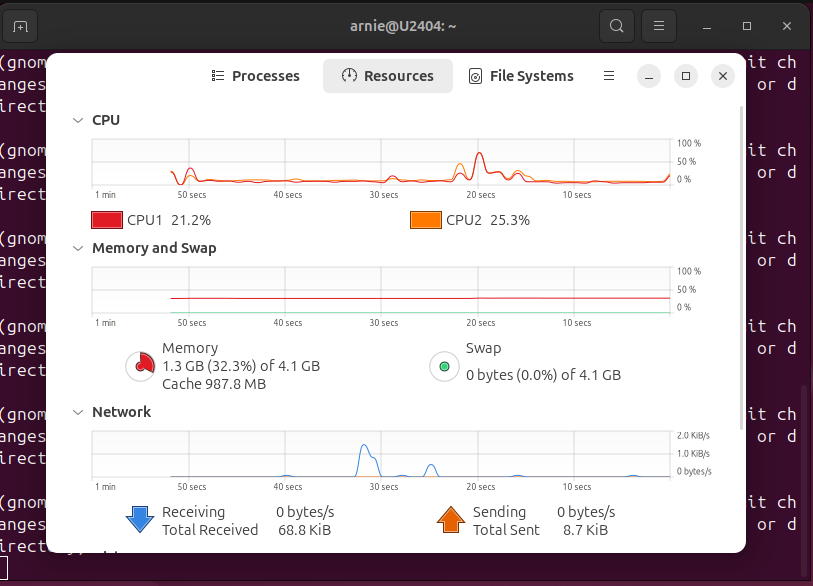 arnie@U2404: ~
Processes
Resources
File Systems
CPU
100 %
50 %
0 %
1 min
50 secs
40 secs
30 secs
20 secs
10 secs
CPU1 21.2%
CPU2 25.3%
Memory and Swap
100 %
50 %
0 %
1 min
50 secs
40 secs
30 secs
20 secs
10 secs
Memory
1.3 GB (32.3%) of 4.1 GB
Cache 987.8 MB
Swap
0 bytes (0.0%) of 4.1 GB
Network
2.0 KiB/s
1.0 KiB/s
0 bytes/s
1 min
50 secs
40 secs
30 secs
20 secs
10 secs
Receiving 0 bytes/s
Total Received 68.8 KiB
Sending 0 bytes/s
Total Sent 8.7 KiB
(gnom it ch
anges or d
irect
(gnom it ch
anges or d
irect
(gnom it ch
anges or d
irect
(gnom it ch
anges or d
irect
(gnom it ch
anges or d
irect
(gnom it ch
anges or d
irect